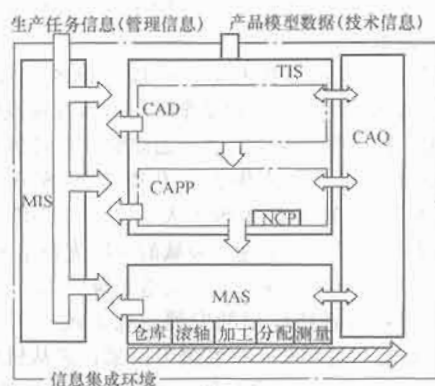 生产任务信息(管理信息) 产品模型数据(技术信息)
TIS
CAD
CAQ
CAPP
MIS
NCP
MAS
仓库 滚轴 加工 分配 测量
信息集成环境